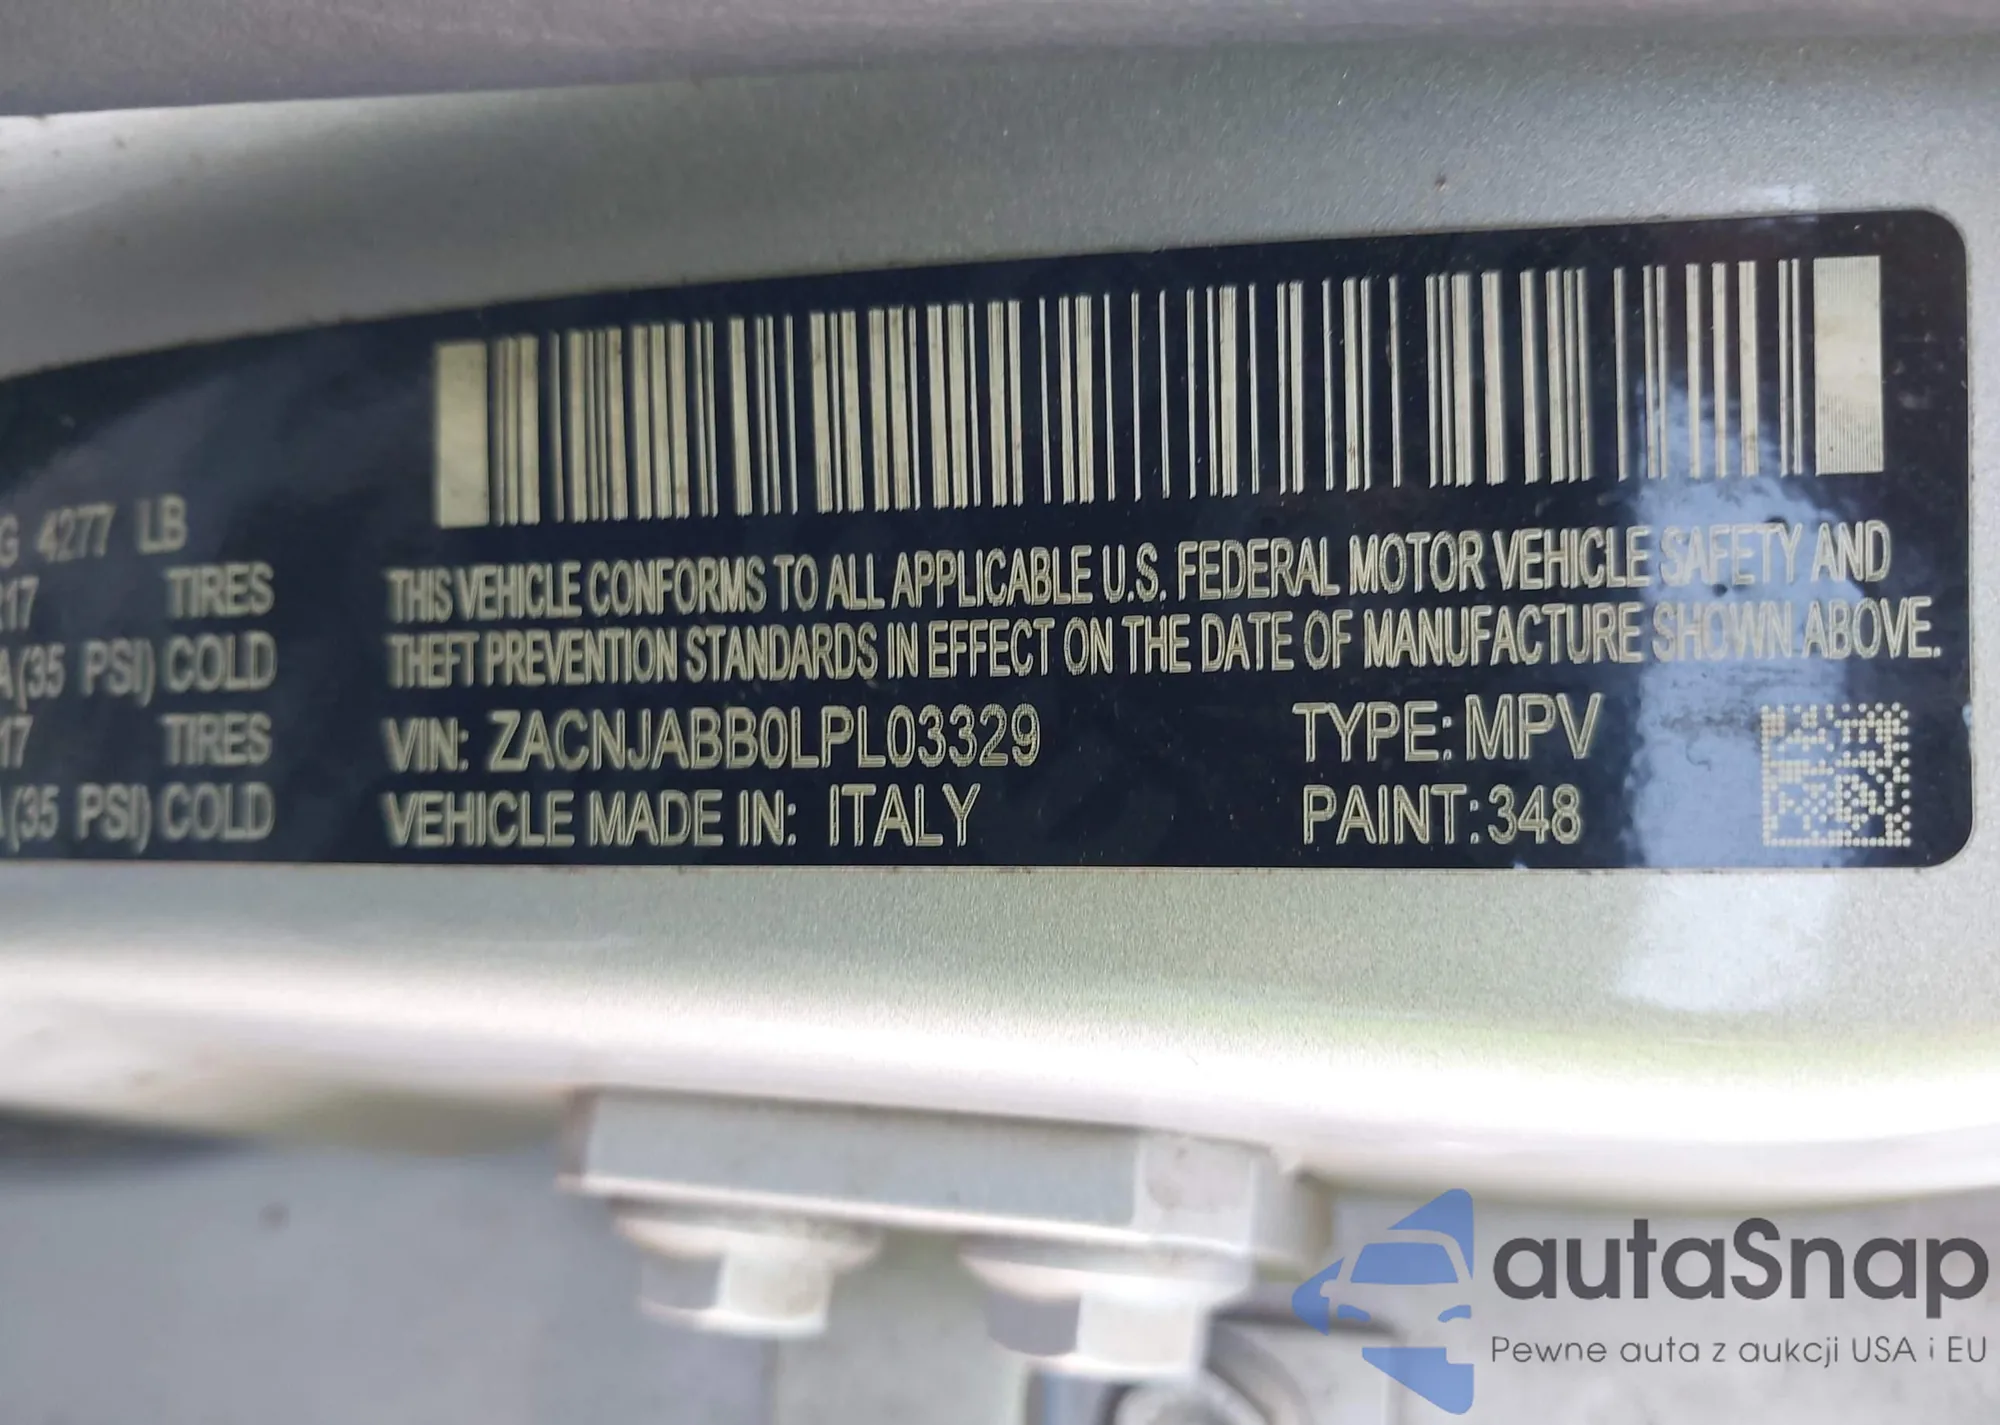 G 4277 LB
R17 TIRES
A(35 PSI) COLD
17 TIRES
(35 PSI) COLD
THIS VEHICLE CONFORMS TO ALL APPLICABLE U.S. FEDERAL MOTOR VEHICLE SAFETY AND
THEFT PREVENTION STANDARDS IN EFFECT ON THE DATE OF MANUFACTURE SHOWN ABOVE.
VIN: ZACNJABB0LPL03329 TYPE: MPV
VEHICLE MADE IN: ITALY PAINT: 348
autaSnap
Pewne auta z aukcji USA i EU